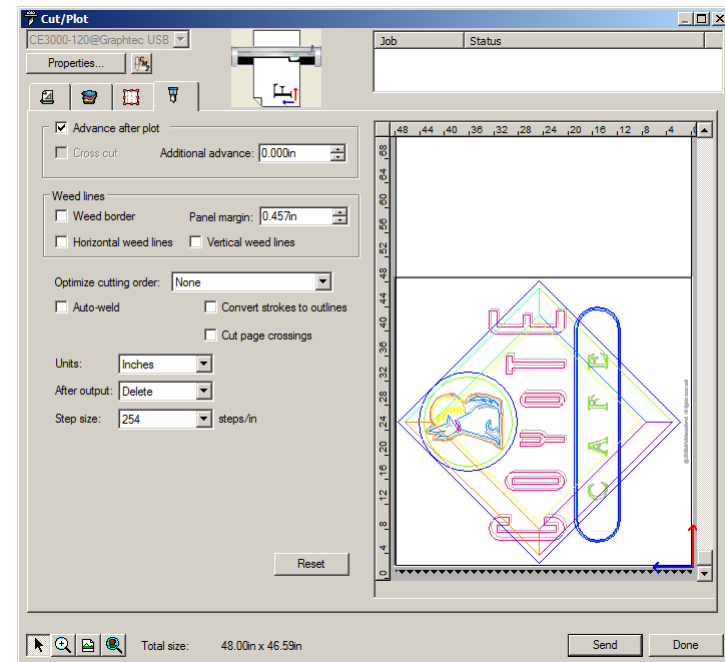 Cut/Plot
CE3000-120@Graphtec USB
Properties...
Job Status
Advance after plot
Cross cut Additional advance: 0.000in
Weed lines
Weed border Panel margin: 0.457in
Horizontal weed lines Vertical weed lines
Optimize cutting order: None
Auto-weld Convert strokes to outlines
Cut page crossings
Units: Inches
After output: Delete
Step size: 254 steps/in
Reset
48 44 40 36 32 28 24 20 16 12 8 4
68
64
60
56
52
48
44
40
36
32
28
24
20
16
12
8
4
0
COYOTE
CAFE
Total size: 48.00in x 46.59in
Send Done